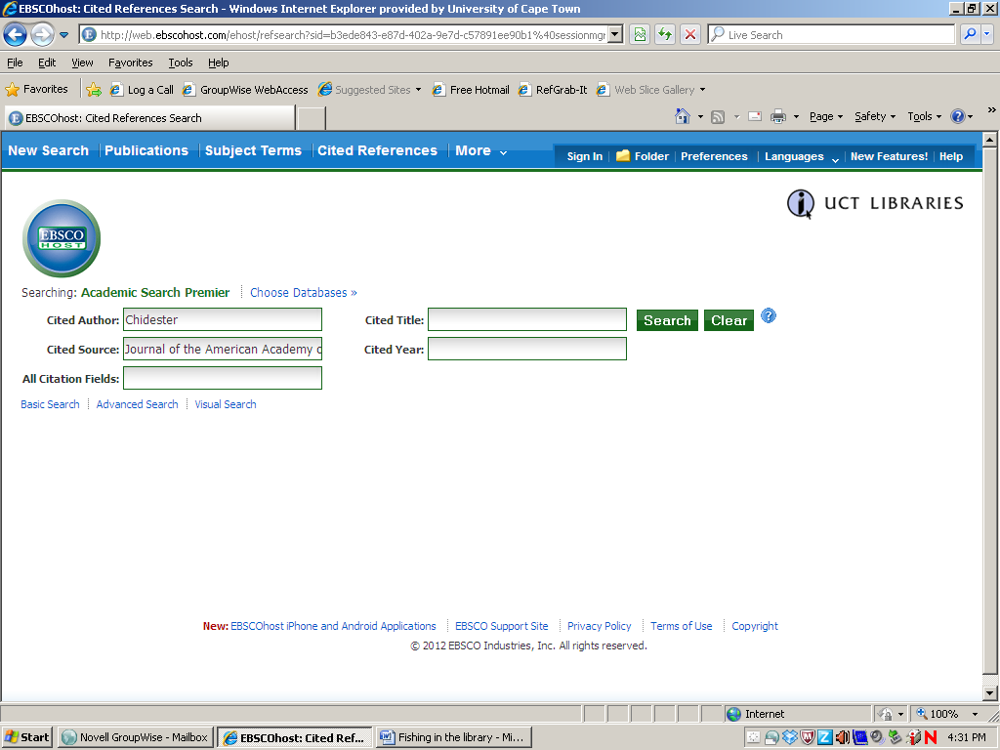 EBSCOhost: Cited References Search - Windows Internet Explorer provided by University of Cape Town
http://web.ebscohost.com/ehost/refsearch?sid=b3ede843-e87d-402a-9e7d-c57891ee90b1%40sessionmgr
Live Search
File Edit View Favorites Tools Help
Favorites Log a Call GroupWise WebAccess Suggested Sites Free Hotmail RefGrab-It Web Slice Gallery
EBSCOhost: Cited References Search Page Safety Tools
New Search Publications Subject Terms Cited References More Sign In Folder Preferences Languages New Features! Help
UCT LIBRARIES
EBSCO
HOST
Searching: Academic Search Premier Choose Databases »
Cited Author: Chidester Cited Title: Search Clear
Cited Source: Journal of the American Academy o Cited Year:
All Citation Fields:
Basic Search Advanced Search Visual Search
New: EBSCOhost iPhone and Android Applications EBSCO Support Site Privacy Policy Terms of Use Copyright
© 2012 EBSCO Industries, Inc. All rights reserved.
Internet 100%
Start Novell GroupWise - Mailbox EBSCOhost: Cited Ref... Fishing in the library - Mi... 4:31 PM